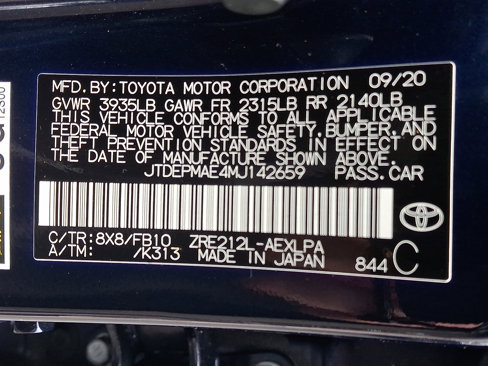 MFD.BY:TOYOTA MOTOR CORPORATION 09/20
GVWR 3935LB GAWR FR 2315LB RR 2140LB
THIS VEHICLE CONFORMS TO ALL APPLICABLE
FEDERAL MOTOR VEHICLE SAFETY,BUMPER,AND
THEFT PREVENTION STANDARDS IN EFFECT ON
THE DATE OF MANUFACTURE SHOWN ABOVE.
JTDEPMAE4MJ142659 PASS.CAR
C/TR:8X8/FB10 ZRE212L-AEXLPA
A/TM: /K313 MADE IN JAPAN 844 C